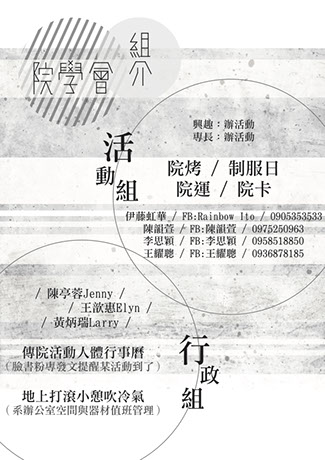 院學會
組介
活動組
興趣：辦活動
專長：辦活動
院烤 / 制服日
院運 / 院卡
伊藤虹華 / FB:Rainbow Ito / 0905353533
陳韻萱 / FB:陳韻萱 / 0975250963
李思穎 / FB:李思穎 / 0958518850
王耀聰 / FB:王耀聰 / 0936878185
行政組
/ 陳亭蓉Jenny /
/ 王歆惠Elyn /
/ 黃炳瑞Larry /
傳院活動人體行事曆
（臉書粉專發文提醒某活動到了）
地上打滾小憩吹冷氣
（系辦公室空間與器材值班管理）